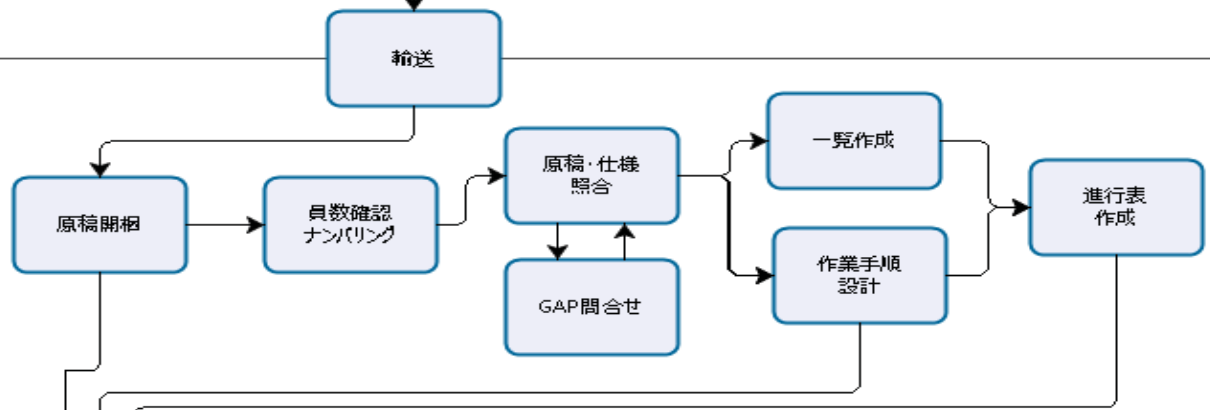 輸送
原稿開梱
員数確認
ナンバリング
原稿・仕様
照合
GAP問合せ
一覧作成
作業手順
設計
進行表
作成